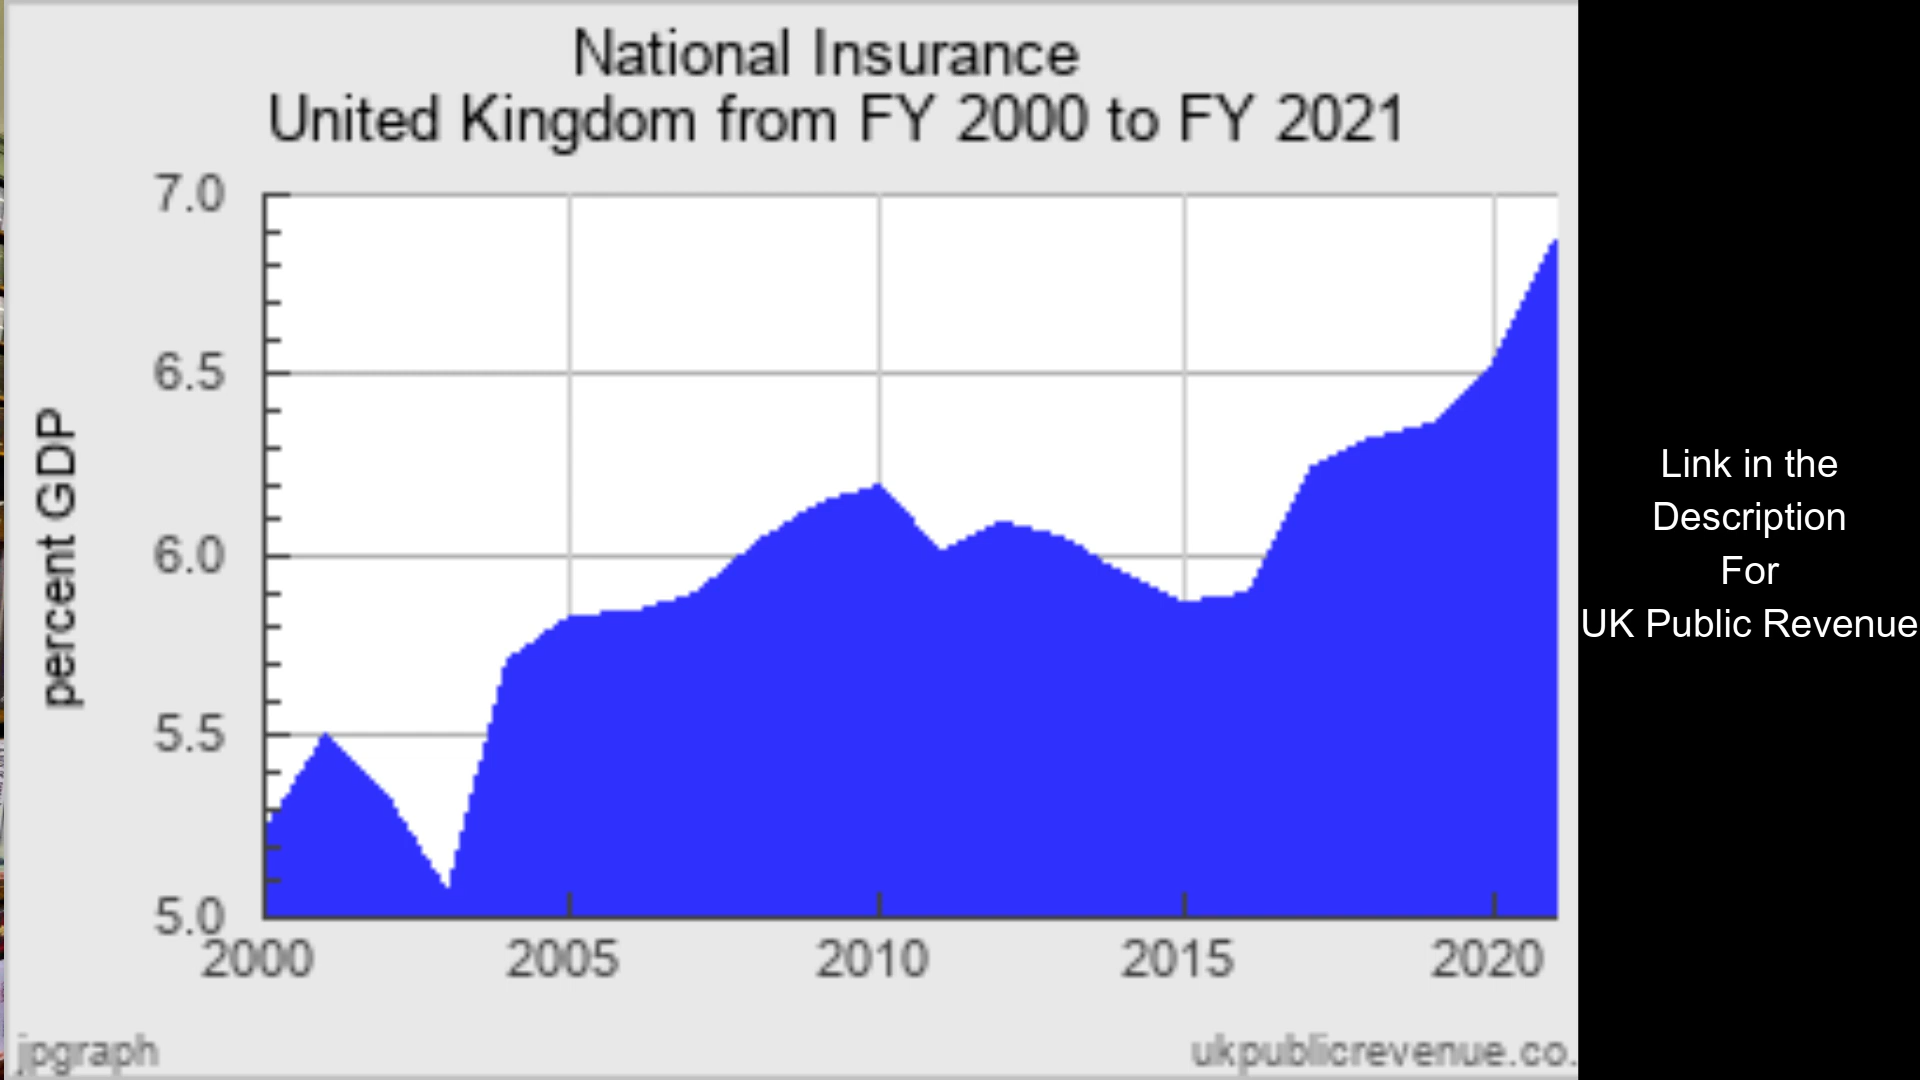 National Insurance
United Kingdom from FY 2000 to FY 2021
percent GDP
7.0
6.5
6.0
5.5
5.0
2000 2005 2010 2015 2020
jpgraph
ukpublicrevenue.co.
Link in the
Description
For
UK Public Revenue